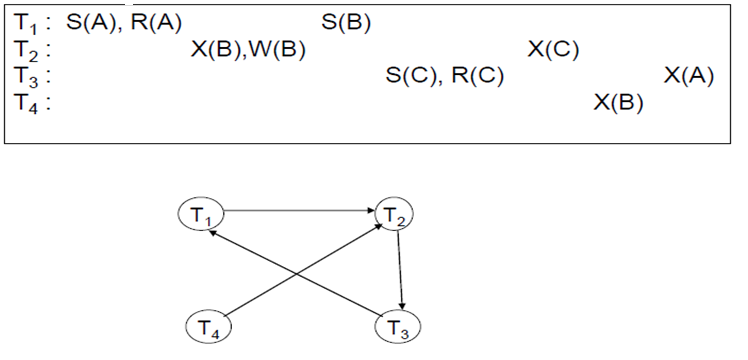 T₁ : S(A), R(A) S(B)
T₂ : X(B),W(B) X(C)
T₃ : S(C), R(C) X(A)
T₄ : X(B)
T₁ T₂
T₄ T₃